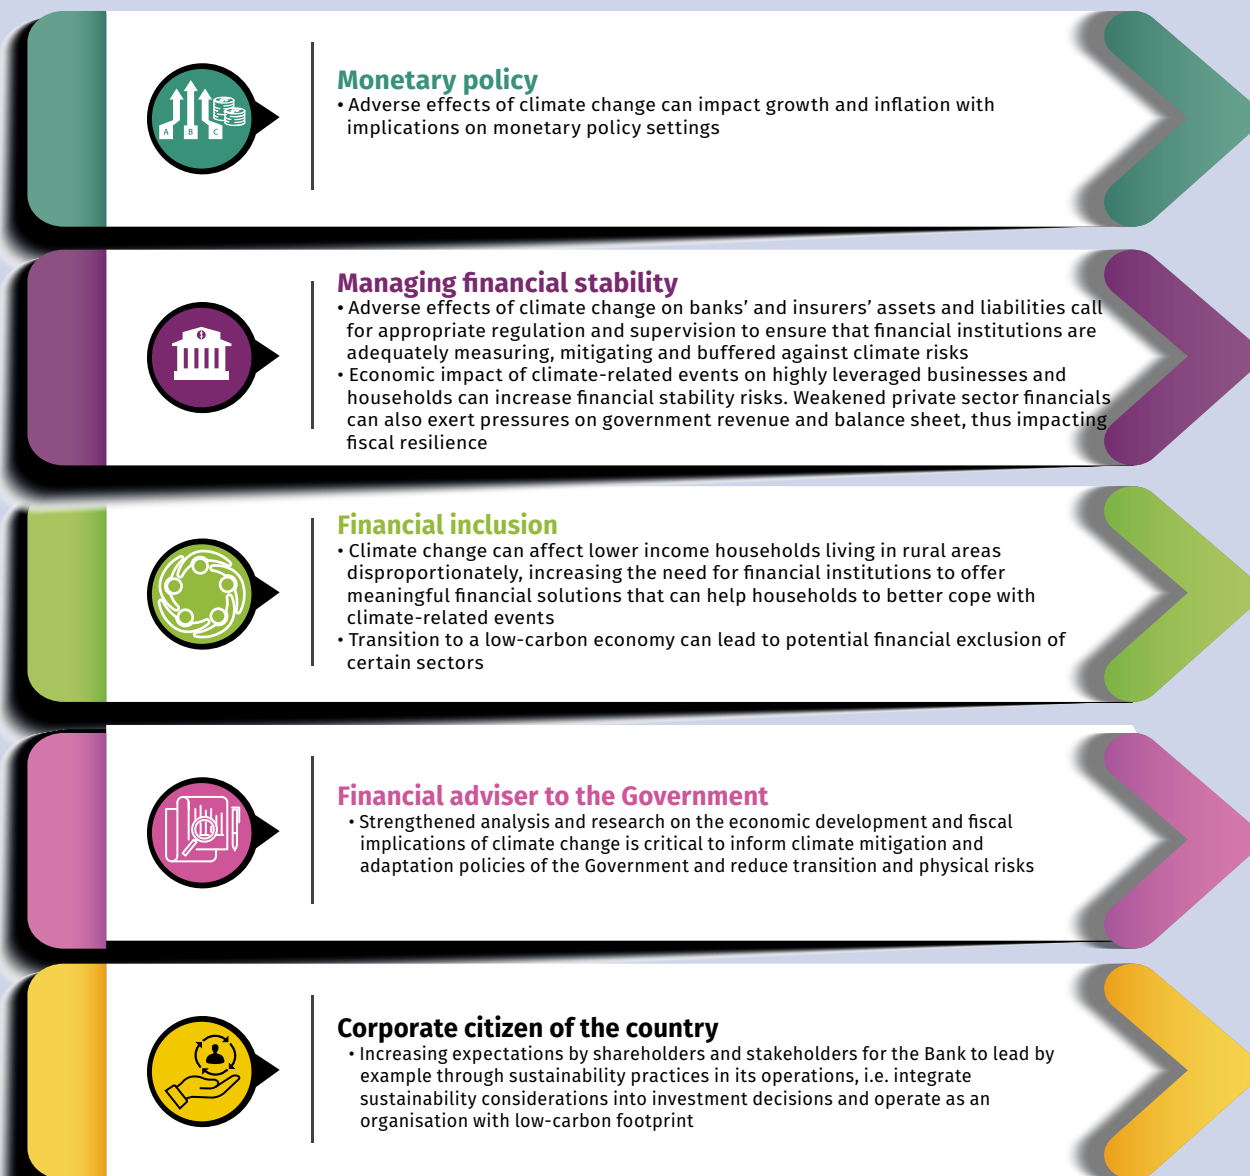 A B C
Monetary policy
• Adverse effects of climate change can impact growth and inflation with
implications on monetary policy settings
Managing financial stability
• Adverse effects of climate change on banks’ and insurers’ assets and liabilities call
for appropriate regulation and supervision to ensure that financial institutions are
adequately measuring, mitigating and buffered against climate risks
• Economic impact of climate-related events on highly leveraged businesses and
households can increase financial stability risks. Weakened private sector financials
can also exert pressures on government revenue and balance sheet, thus impacting
fiscal resilience
Financial inclusion
• Climate change can affect lower income households living in rural areas
disproportionately, increasing the need for financial institutions to offer
meaningful financial solutions that can help households to better cope with
climate-related events
• Transition to a low-carbon economy can lead to potential financial exclusion of
certain sectors
Financial adviser to the Government
• Strengthened analysis and research on the economic development and fiscal
implications of climate change is critical to inform climate mitigation and
adaptation policies of the Government and reduce transition and physical risks
Corporate citizen of the country
• Increasing expectations by shareholders and stakeholders for the Bank to lead by
example through sustainability practices in its operations, i.e. integrate
sustainability considerations into investment decisions and operate as an
organisation with low-carbon footprint